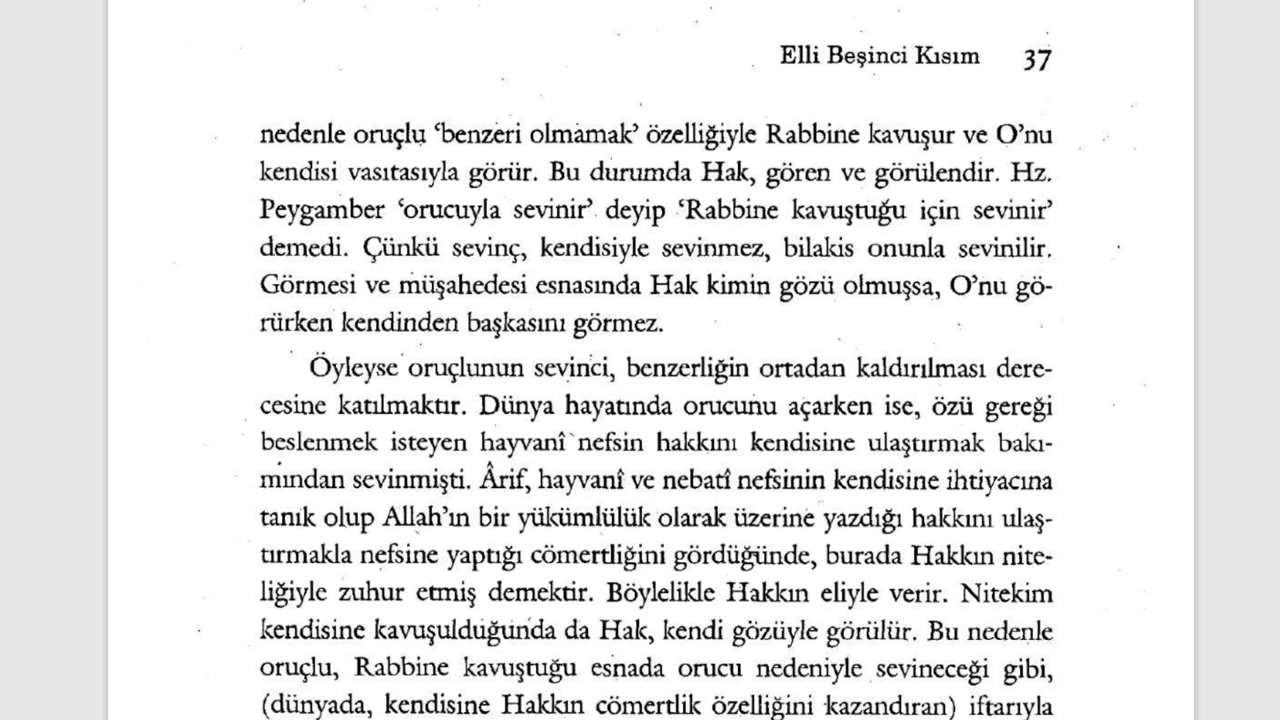 Elli Beşinci Kısım 37
nedenle oruçlu ‘benzeri olmamak’ özelliğiyle Rabbine kavuşur ve O’nu
kendisi vasıtasıyla görür. Bu durumda Hak, gören ve görülendir. Hz.
Peygamber ‘orucuyla sevinir’ deyip ‘Rabbine kavuştuğu için sevinir’
demedi. Çünkü sevinç, kendisiyle sevinmez, bilakis onunla sevinilir.
Görmesi ve müşahedesi esnasında Hak kimin gözü olmuşsa, O’nu gö-
rürken kendinden başkasını görmez.
Öyleyse oruçlunun sevinci, benzerliğin ortadan kaldırılması dere-
cesine katılmaktır. Dünya hayatında orucunu açarken ise, özü gereği
beslenmek isteyen hayvanî nefsin hakkını kendisine ulaştırmak bakı-
mından sevinmişti. Ârif, hayvanî ve nebatî nefsinin kendisine ihtiyacına
tanık olup Allah’ın bir yükümlülük olarak üzerine yazdığı hakkını ulaş-
tırmakla nefsine yaptığı cömertliğini gördüğünde, burada Hakkın nite-
liğiyle zuhur etmiş demektir. Böylelikle Hakkın eliyle verir. Nitekim
kendisine kavuşulduğunda da Hak, kendi gözüyle görülür. Bu nedenle
oruçlu, Rabbine kavuştuğu esnada orucu nedeniyle sevineceği gibi,
(dünyada, kendisine Hakkın cömertlik özelliğini kazandıran) iftarıyla